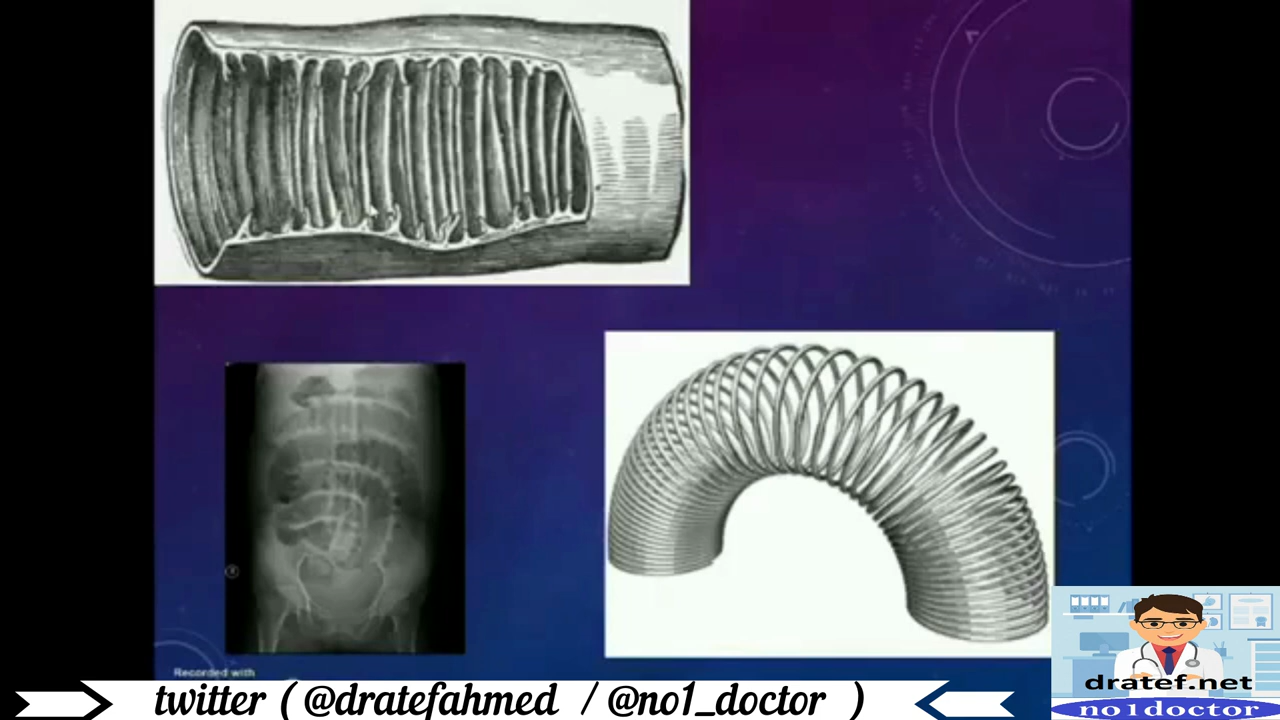 Recorded with
twitter ( @dratefahmed / @no1_doctor )
dratef.net
no1doctor